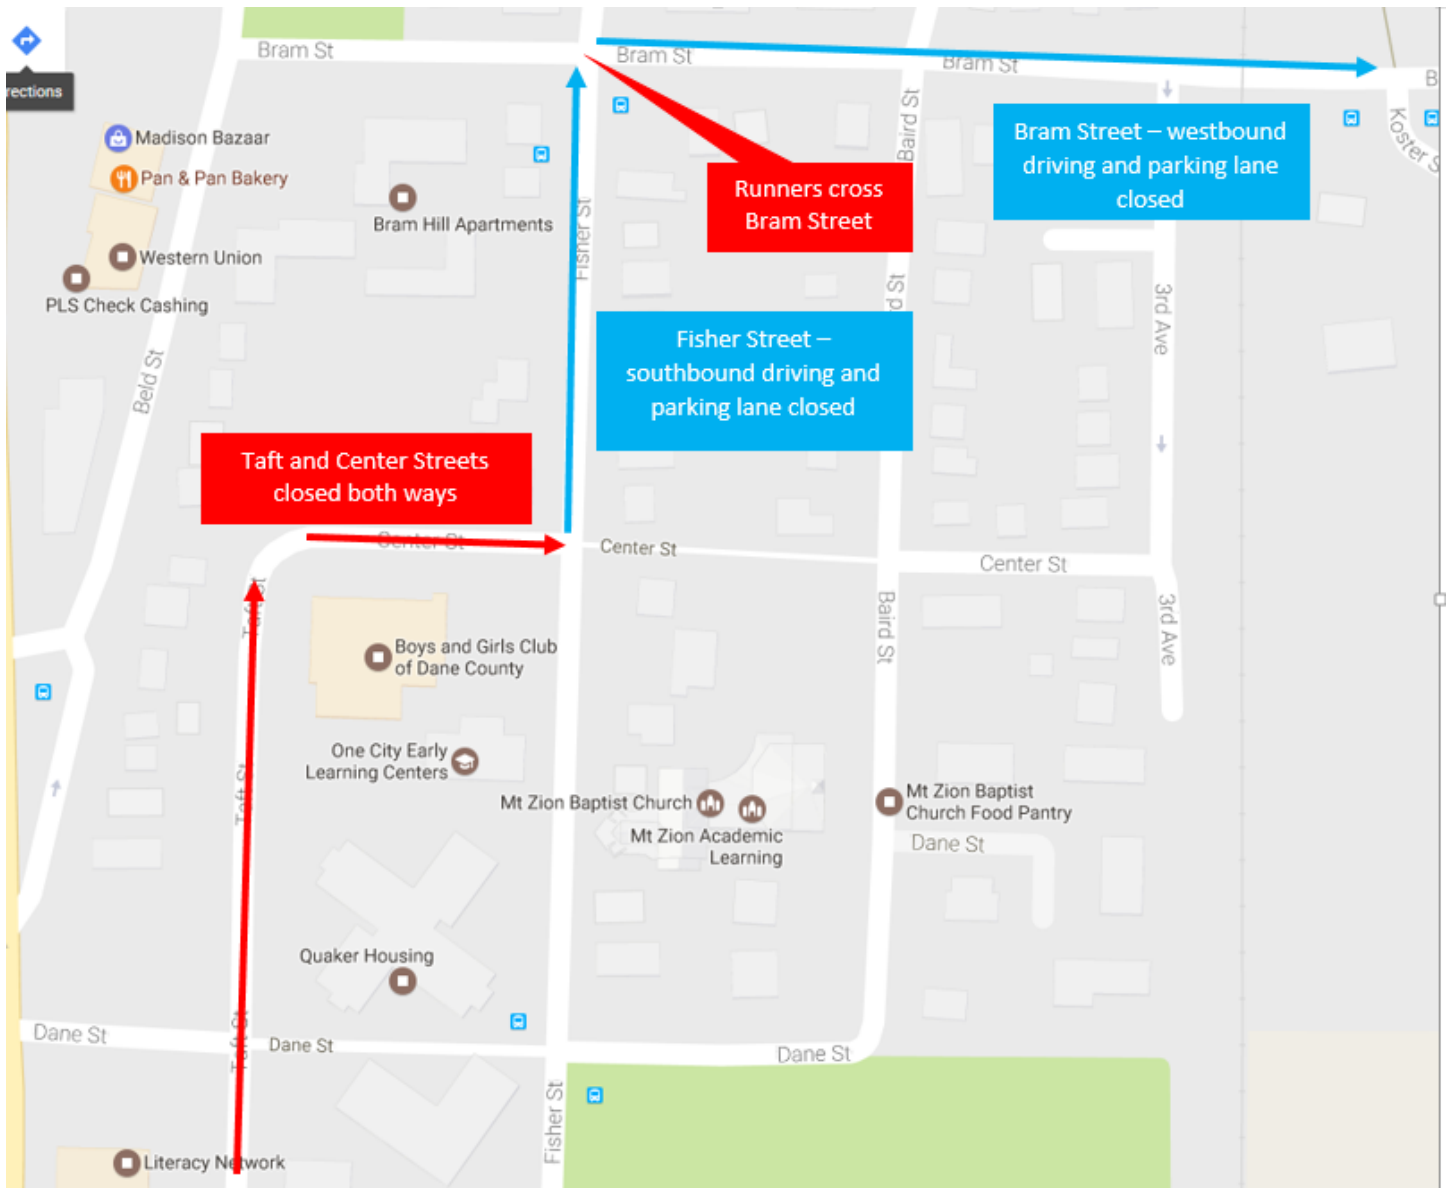 Bram St
Bram St
Bram St
B
rections
Madison Bazaar
Pan & Pan Bakery
Bram Hill Apartments
Western Union
PLS Check Cashing
Beld St
Fisher St
Baird St
Koster S
Runners cross
Bram Street
Bram Street – westbound
driving and parking lane
closed
rd St
3rd Ave
Fisher Street –
southbound driving and
parking lane closed
Taft and Center Streets
closed both ways
Center St
Center St
Center St
Taft St
Baird St
3rd Ave
Boys and Girls Club
of Dane County
One City Early
Learning Centers
Taft St
Mt Zion Baptist Church
Mt Zion Academic
Learning
Mt Zion Baptist
Church Food Pantry
Dane St
Quaker Housing
Dane St
Taft St
Dane St
Dane St
Fisher St
Literacy Network